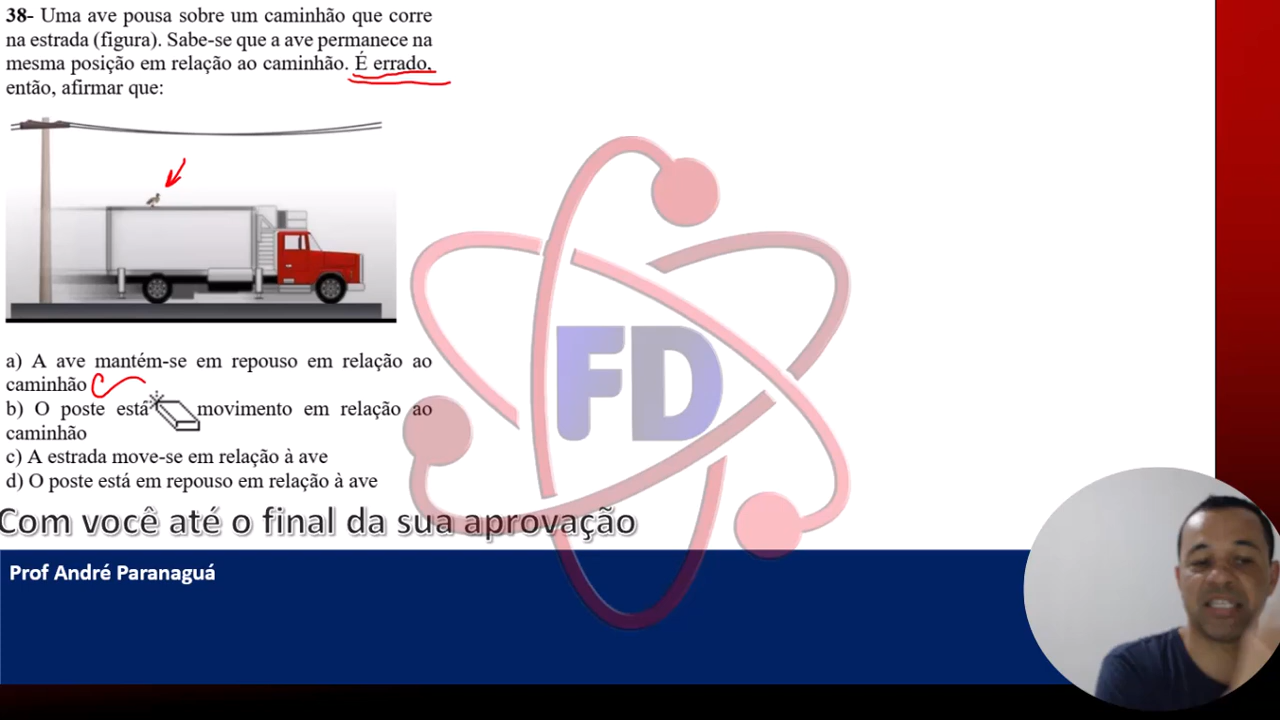 38- Uma ave pousa sobre um caminhão que corre
na estrada (figura). Sabe-se que a ave permanece na
mesma posição em relação ao caminhão. É errado,
então, afirmar que:
a) A ave mantém-se em repouso em relação ao
caminhão
b) O poste está movimento em relação ao
caminhão
c) A estrada move-se em relação à ave
d) O poste está em repouso em relação à ave
FD
Com você até o final da sua aprovação
Prof André Paranaguá